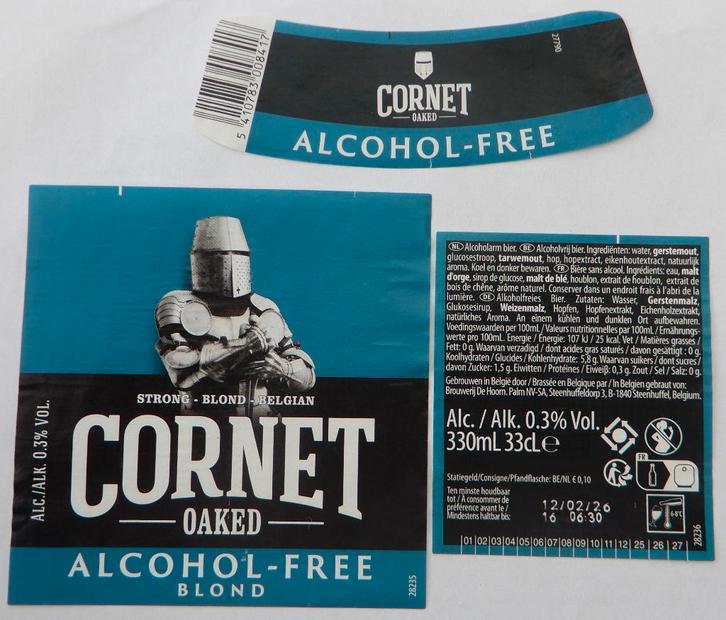 5 410783 008417
27790
CORNET
OAKED
ALCOHOL-FREE
STRONG - BLOND - BELGIAN
ALC./ALK. 0.3% VOL.
CORNET
OAKED
ALCOHOL-FREE
BLOND
28235
NL Alcoholarm bier. BE Alcoholvrij bier. Ingrediënten: water, gerstemout,
glucosestroop, tarwemout, hop, hopextract, eikenhoutextract, natuurlijk
aroma. Koel en donker bewaren. FR Bière sans alcool. Ingrédients: eau, malt
d'orge, sirop de glucose, malt de blé, houblon, extrait de houblon, extrait de
bois de chêne, arôme naturel. Conserver dans un endroit frais à l'abri de la
lumière. DE Alkoholfreies Bier. Zutaten: Wasser, Gerstenmalz,
Glukosesirup, Weizenmalz, Hopfen, Hopfenextrakt, Eichenholzextrakt,
natürliches Aroma. An einem kühlen und dunklen Ort aufbewahren.
Voedingswaarden per 100mL / Valeurs nutritionnelles par 100mL / Ernährungs-
werte pro 100mL. Energie / Énergie: 107 kJ / 25 kcal. Vet / Matières grasses /
Fett: 0 g. Waarvan verzadigd / dont acides gras saturés / davon gesättigt : 0 g.
Koolhydraten / Glucides / Kohlenhydrate: 5,8 g. Waarvan suikers / dont sucres /
davon Zucker: 1,5 g. Eiwitten / Protéines / Eiweiß: 0,3 g. Zout / Sel / Salz: 0 g.
Gebrouwen in België door / Brassée en Belgique par / In Belgien gebraut von:
Brouwerij De Hoorn. Palm NV-SA, Steenhuffeldorp 3, B-1840 Steenhuffel, Belgium.
Alc. / Alk. 0.3% Vol.
330mL 33cL e
FR
Statiegeld/Consigne/Pfandflasche: BE/NL € 0,10
Ten minste houdbaar
tot / À consommer de
préférence avant le /
Mindestens haltbar bis:
12/02/26
16 06:30
6-8°C
01 02 03 04 05 06 07 08 09 10 11 12 25 26 27
28236